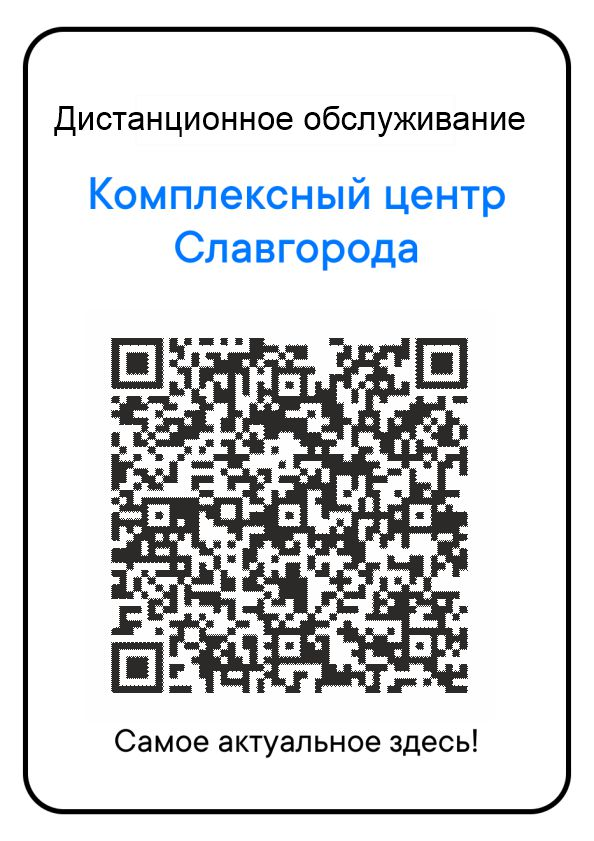 Дистанционное обслуживание
Комплексный центр
Славгорода
Самое актуальное здесь!